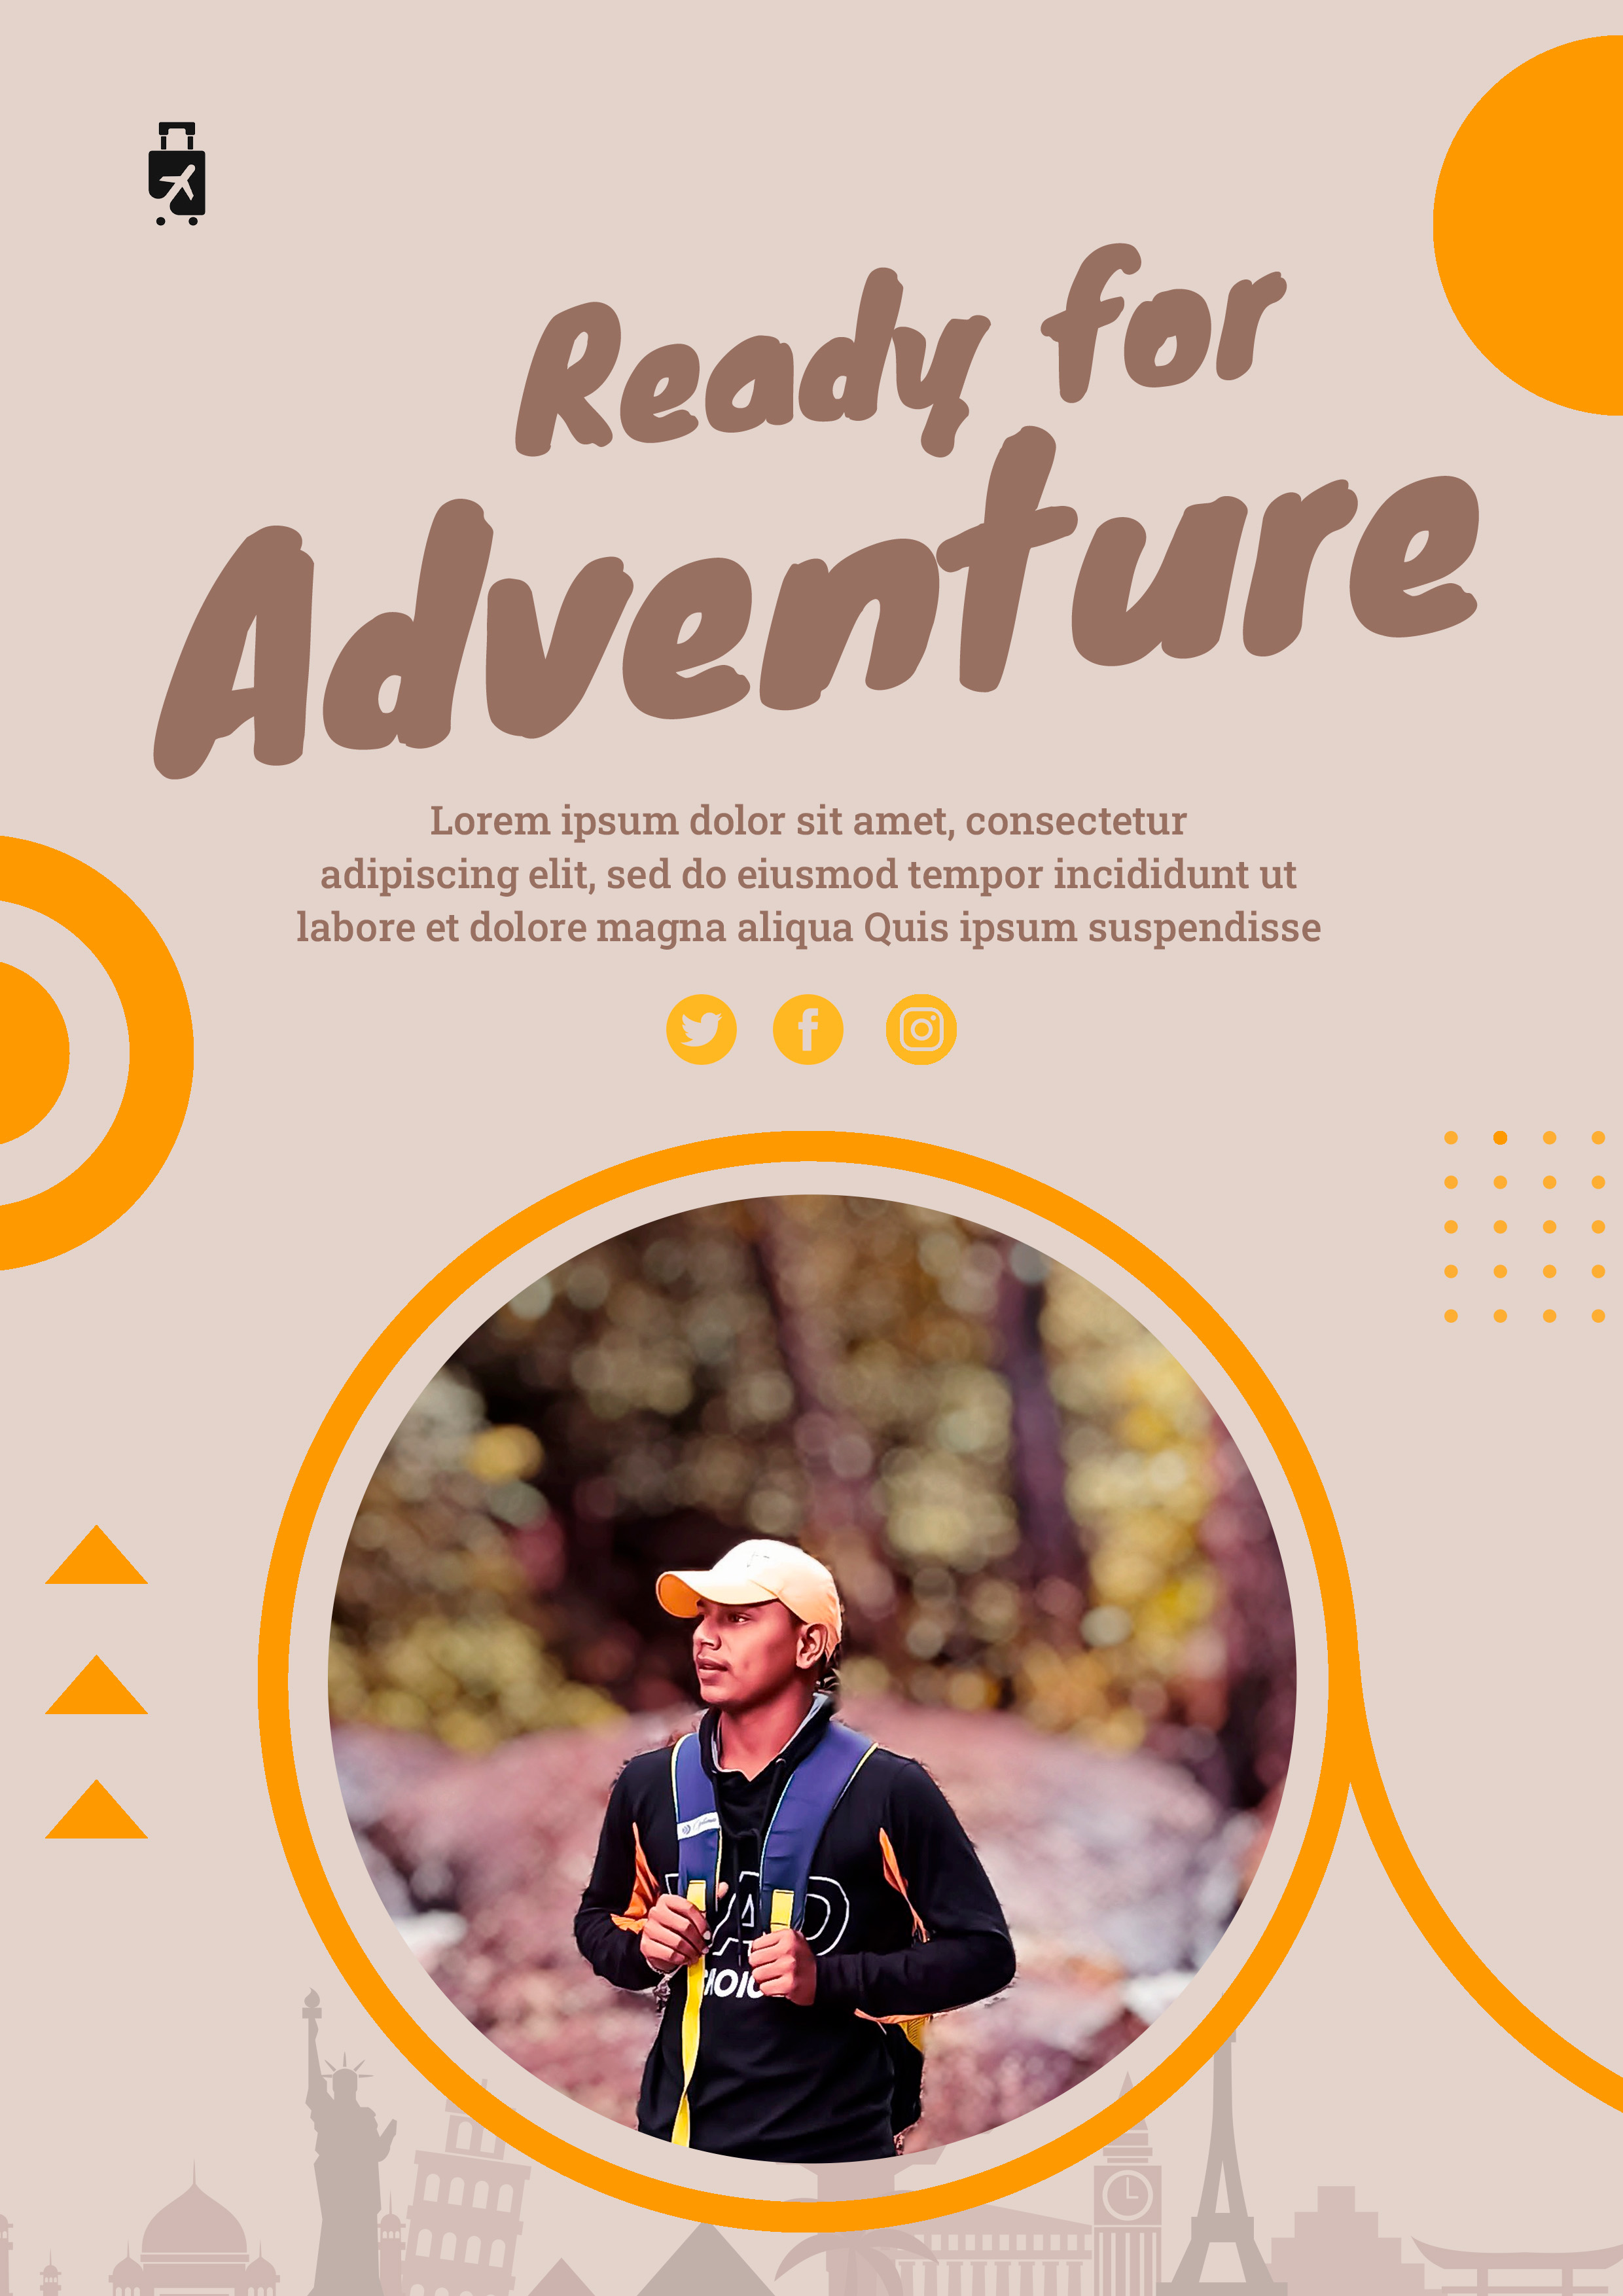 Ready for
Adventure
Lorem ipsum dolor sit amet, consectetur
adipiscing elit, sed do eiusmod tempor incididunt ut
labore et dolore magna aliqua Quis ipsum suspendisse